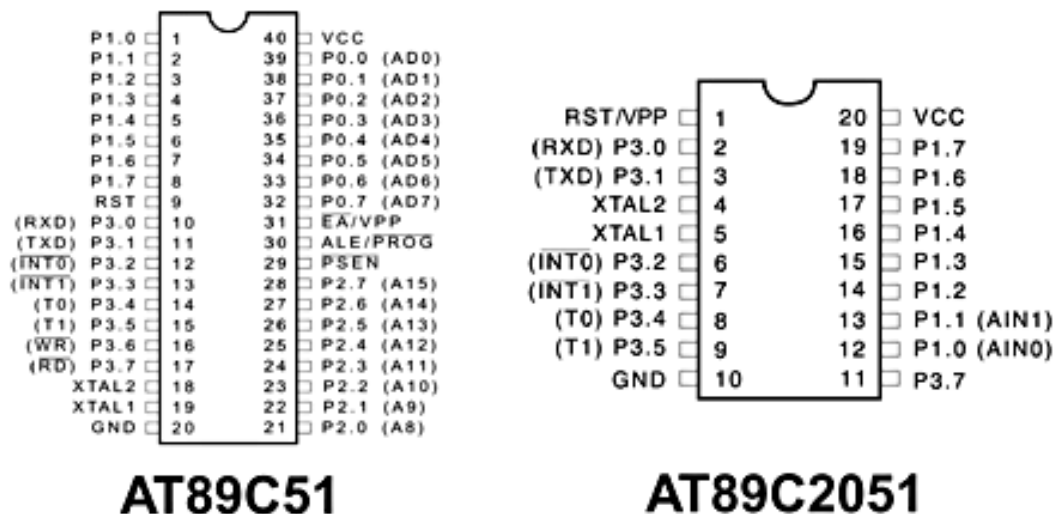 P1.0 1 40 VCC
P1.1 2 39 P0.0 (AD0)
P1.2 3 38 P0.1 (AD1)
P1.3 4 37 P0.2 (AD2)
P1.4 5 36 P0.3 (AD3)
P1.5 6 35 P0.4 (AD4)
P1.6 7 34 P0.5 (AD5)
P1.7 8 33 P0.6 (AD6)
RST 9 32 P0.7 (AD7)
(RXD) P3.0 10 31 EA/VPP
(TXD) P3.1 11 30 ALE/PROG
(INT0) P3.2 12 29 PSEN
(INT1) P3.3 13 28 P2.7 (A15)
(T0) P3.4 14 27 P2.6 (A14)
(T1) P3.5 15 26 P2.5 (A13)
(WR) P3.6 16 25 P2.4 (A12)
(RD) P3.7 17 24 P2.3 (A11)
XTAL2 18 23 P2.2 (A10)
XTAL1 19 22 P2.1 (A9)
GND 20 21 P2.0 (A8)
AT89C51
RST/VPP 1 20 VCC
(RXD) P3.0 2 19 P1.7
(TXD) P3.1 3 18 P1.6
XTAL2 4 17 P1.5
XTAL1 5 16 P1.4
(INT0) P3.2 6 15 P1.3
(INT1) P3.3 7 14 P1.2
(T0) P3.4 8 13 P1.1 (AIN1)
(T1) P3.5 9 12 P1.0 (AIN0)
GND 10 11 P3.7
AT89C2051